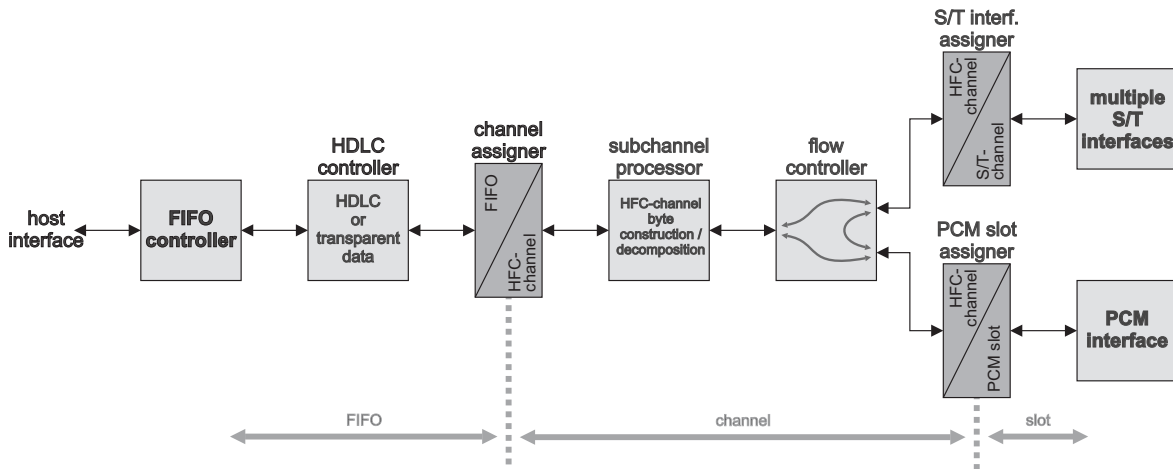 host
interface
FIFO
controller
HDLC
controller
HDLC
or
transparent
data
channel
assigner
FIFO
HFC-channel
subchannel
processor
HFC-channel
byte
construction /
decomposition
flow
controller
S/T interf.
assigner
HFC-
channel
S/T-
channel
multiple
S/T
interfaces
PCM slot
assigner
HFC-
channel
PCM slot
PCM
interface
FIFO
channel
slot